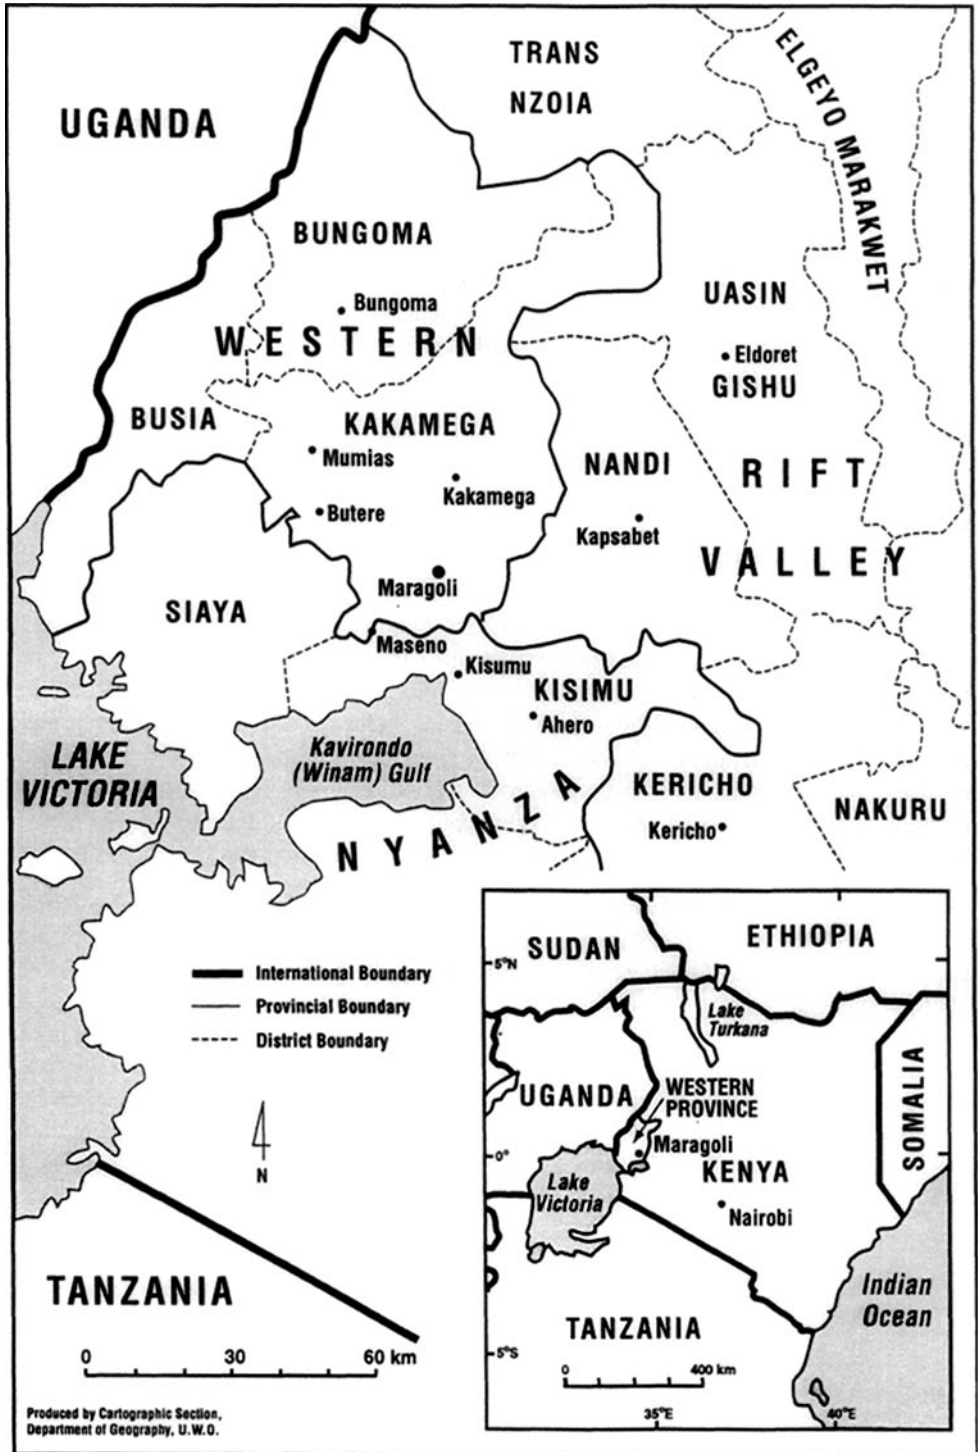 TRANS
NZOIA
ELGEYO MARAKWET
UGANDA
BUNGOMA
Bungoma
WESTERN
UASIN
Eldoret
GISHU
BUSIA
KAKAMEGA
Mumias
Kakamega
Butere
NANDI
Kapsabet
RIFT
VALLEY
Maragoli
SIAYA
Maseno
Kisumu
KISIMU
Ahero
LAKE
VICTORIA
Kavirondo
(Winam) Gulf
NYANZA
KERICHO
Kericho
NAKURU
International Boundary
Provincial Boundary
District Boundary
N
TANZANIA
0 30 60 km
Produced by Cartographic Section,
Department of Geography, U.W.O.
SUDAN
ETHIOPIA
5°N
Lake
Turkana
UGANDA
WESTERN
PROVINCE
Maragoli
SOMALIA
0°
KENYA
Lake
Victoria
Nairobi
Indian
Ocean
TANZANIA
5°S
0 400 km
35°E 40°E